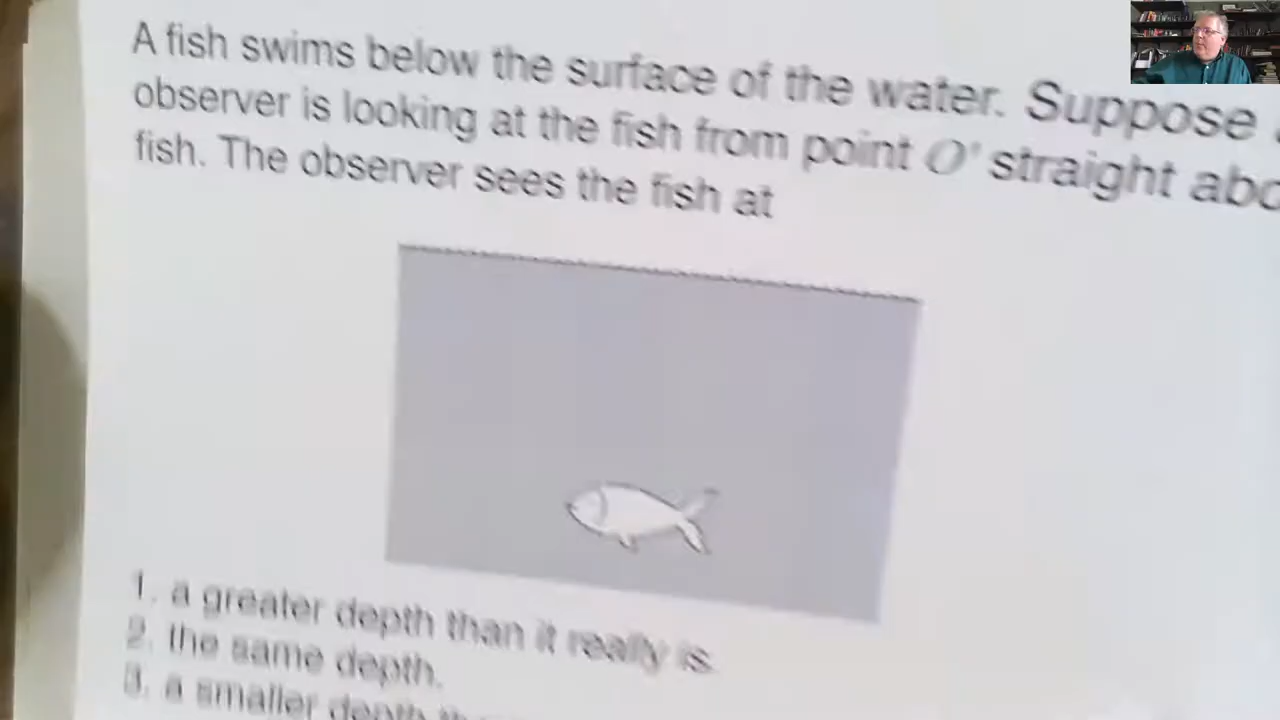 A fish swims below the surface of the water. Suppose
observer is looking at the fish from point O' straight abo
fish. The observer sees the fish at
1. a greater depth than it really is.
2. the same depth.
3. a smaller depth